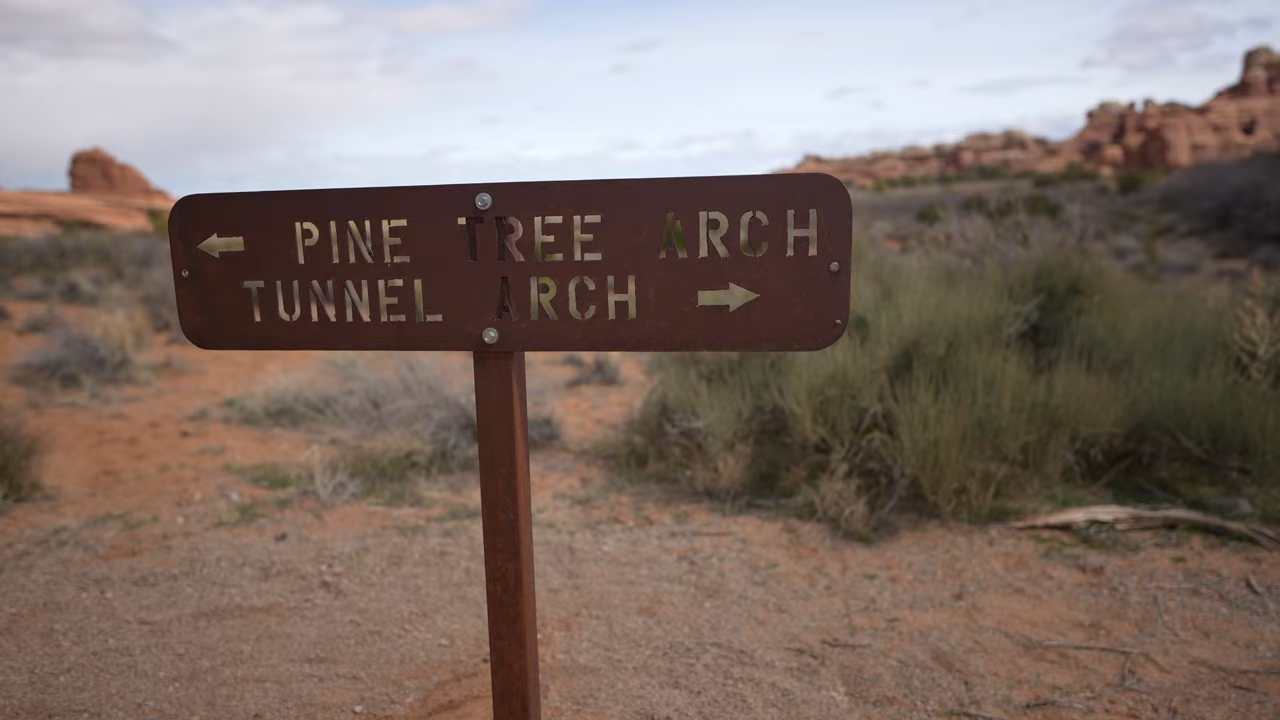 ← PINE TREE ARCH
TUNNEL ARCH →